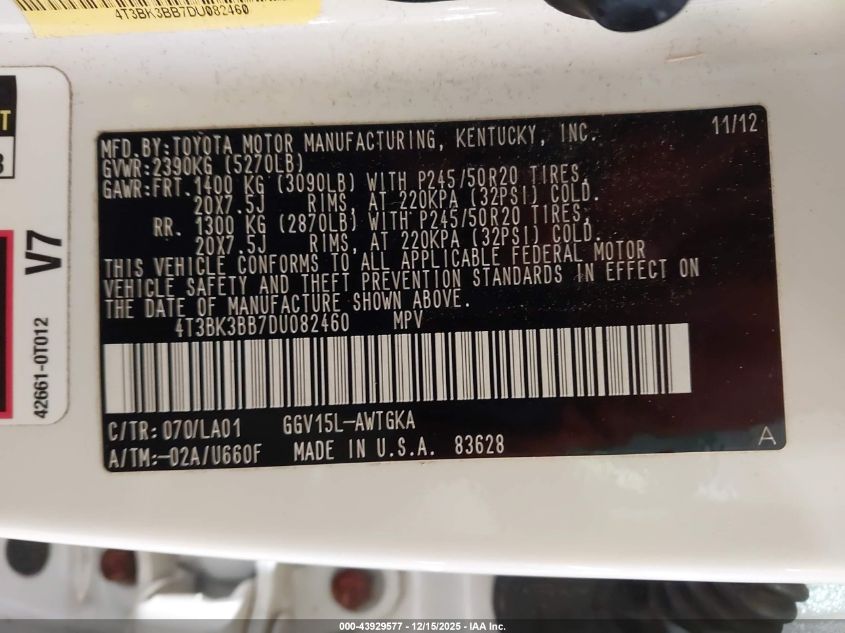 4T3BK3BB7DU082460
MFD.BY:TOYOTA MOTOR MANUFACTURING, KENTUCKY, INC. 11/12
GVWR:2390KG (5270LB)
GAWR:FRT.1400 KG (3090LB) WITH P245/50R20 TIRES,
20X7.5J RIMS, AT 220KPA (32PSI) COLD.
RR. 1300 KG (2870LB) WITH P245/50R20 TIRES,
20X7.5J RIMS, AT 220KPA (32PSI) COLD.
THIS VEHICLE CONFORMS TO ALL APPLICABLE FEDERAL MOTOR
VEHICLE SAFETY AND THEFT PREVENTION STANDARDS IN EFFECT ON
THE DATE OF MANUFACTURE SHOWN ABOVE.
4T3BK3BB7DU082460 MPV
C/TR: 070/LA01 GGV15L-AWTGKA
A/TM:-02A/U660F MADE IN U.S.A. 83628
A
V7
42661-0T012
000-43929577 - 12/15/2025 - IAA Inc.